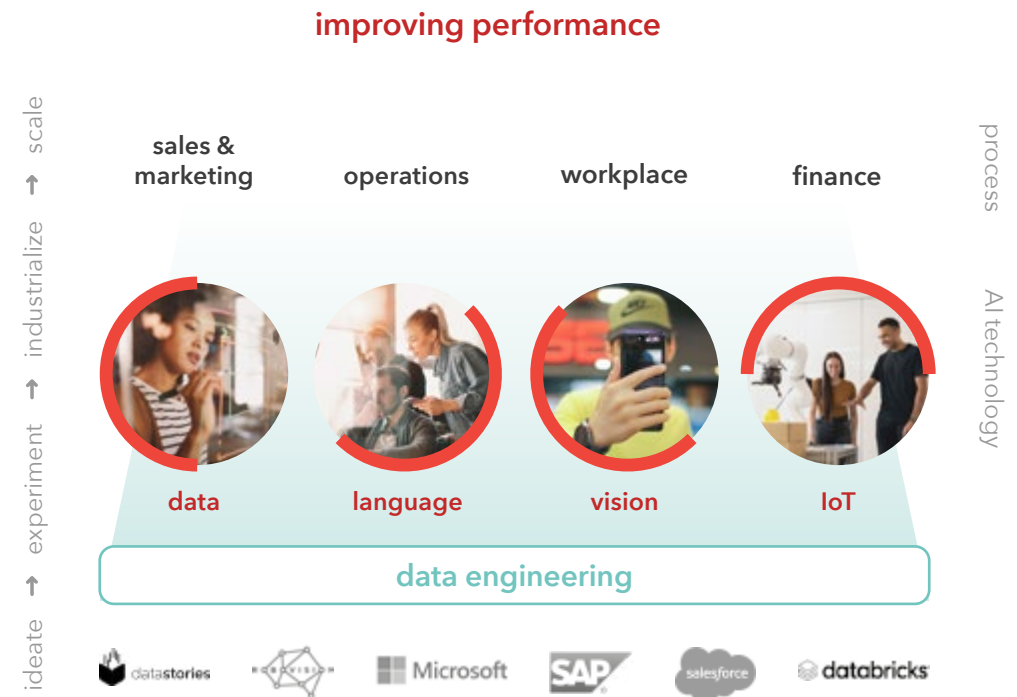 improving performance
sales &
marketing
operations
workplace
finance
data
language
vision
IoT
data engineering
ideate → experiment → industrialize → scale
process
AI technology
datastories
ROBOVISION
Microsoft
SAP
salesforce
databricks